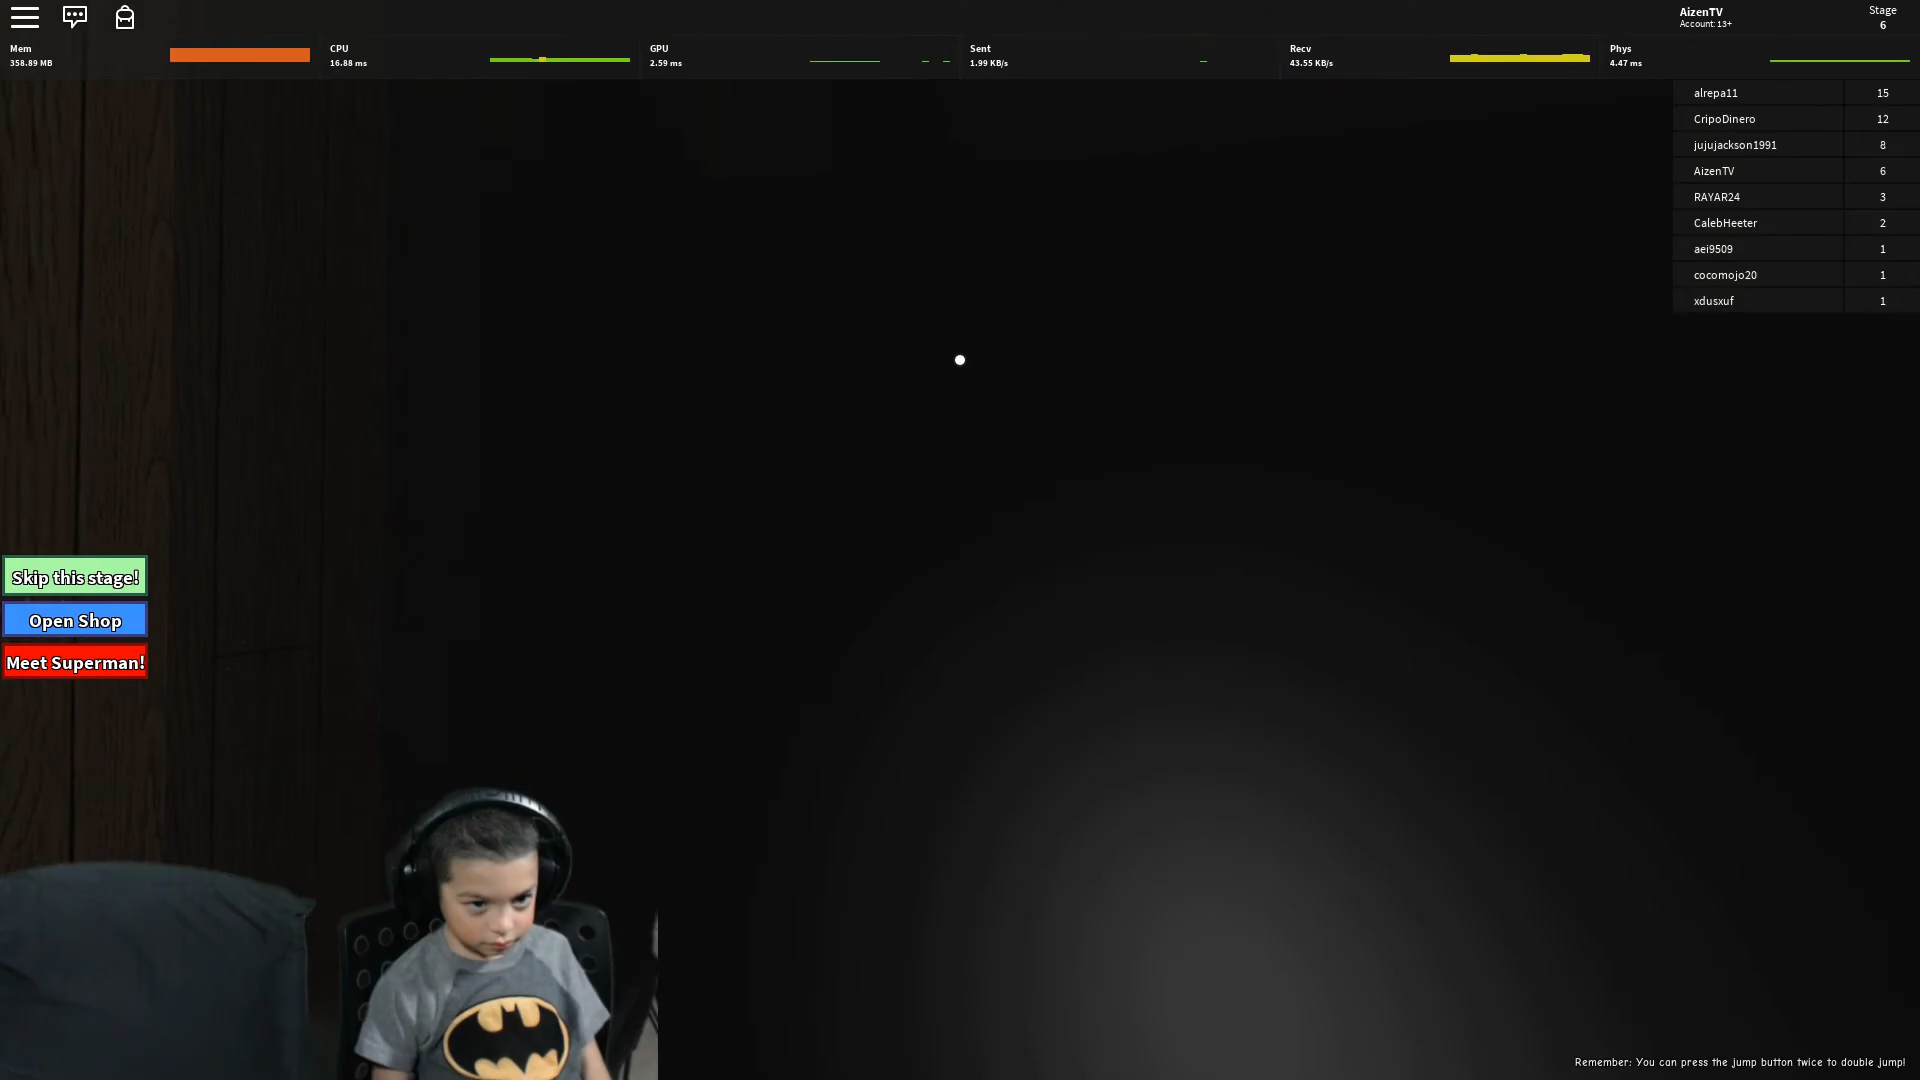 AizenTV
Account: 13+
Stage
6
Mem
358.89 MB
CPU
16.88 ms
GPU
2.59 ms
Sent
1.99 KB/s
Recv
43.55 KB/s
Phys
4.47 ms
alrepa11 15
CripoDinero 12
jujujackson1991 8
AizenTV 6
RAYAR24 3
CalebHeeter 2
aei9509 1
cocomojo20 1
xdusxuf 1
Skip this stage!
Open Shop
Meet Superman!
Remember: You can press the jump button twice to double jump!